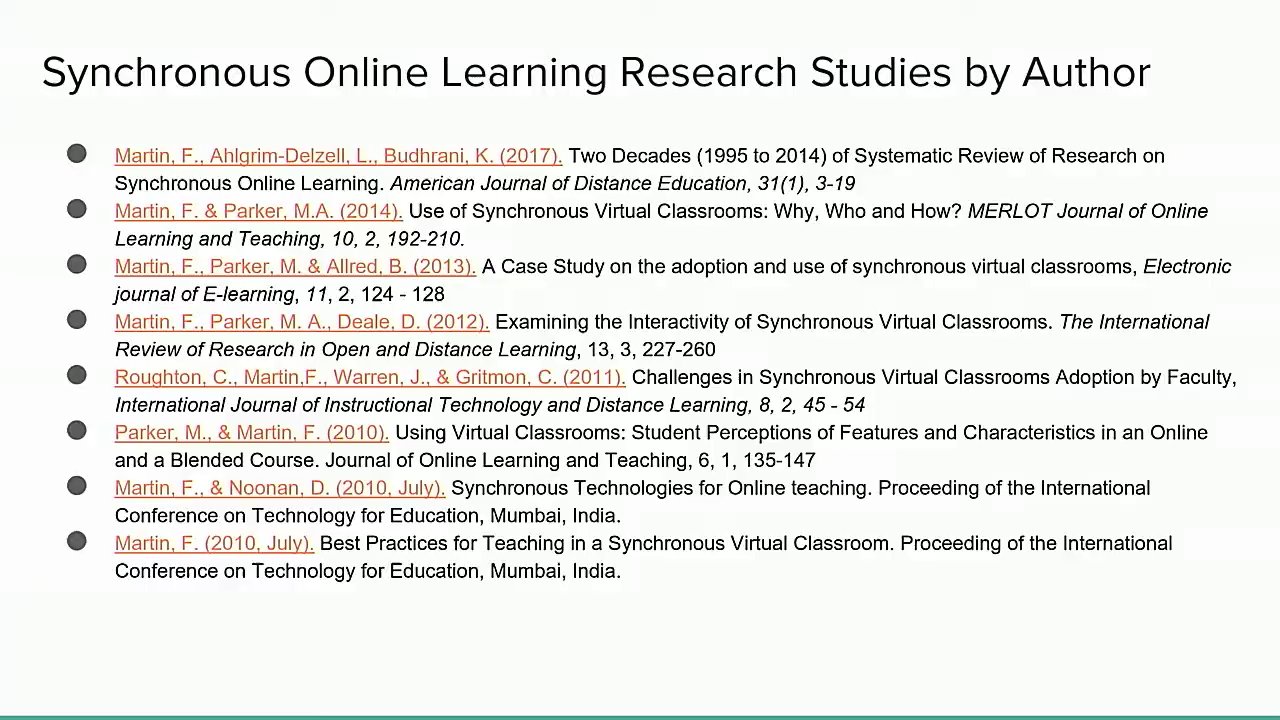 Synchronous Online Learning Research Studies by Author
Martin, F., Ahlgrim-Delzell, L., Budhrani, K. (2017). Two Decades (1995 to 2014) of Systematic Review of Research on
Synchronous Online Learning. American Journal of Distance Education, 31(1), 3-19
Martin, F. & Parker, M.A. (2014). Use of Synchronous Virtual Classrooms: Why, Who and How? MERLOT Journal of Online
Learning and Teaching, 10, 2, 192-210.
Martin, F., Parker, M. & Allred, B. (2013). A Case Study on the adoption and use of synchronous virtual classrooms, Electronic
journal of E-learning, 11, 2, 124 - 128
Martin, F., Parker, M. A., Deale, D. (2012). Examining the Interactivity of Synchronous Virtual Classrooms. The International
Review of Research in Open and Distance Learning, 13, 3, 227-260
Roughton, C., Martin,F., Warren, J., & Gritmon, C. (2011). Challenges in Synchronous Virtual Classrooms Adoption by Faculty,
International Journal of Instructional Technology and Distance Learning, 8, 2, 45 - 54
Parker, M., & Martin, F. (2010). Using Virtual Classrooms: Student Perceptions of Features and Characteristics in an Online
and a Blended Course. Journal of Online Learning and Teaching, 6, 1, 135-147
Martin, F., & Noonan, D. (2010, July). Synchronous Technologies for Online teaching. Proceeding of the International
Conference on Technology for Education, Mumbai, India.
Martin, F. (2010, July). Best Practices for Teaching in a Synchronous Virtual Classroom. Proceeding of the International
Conference on Technology for Education, Mumbai, India.